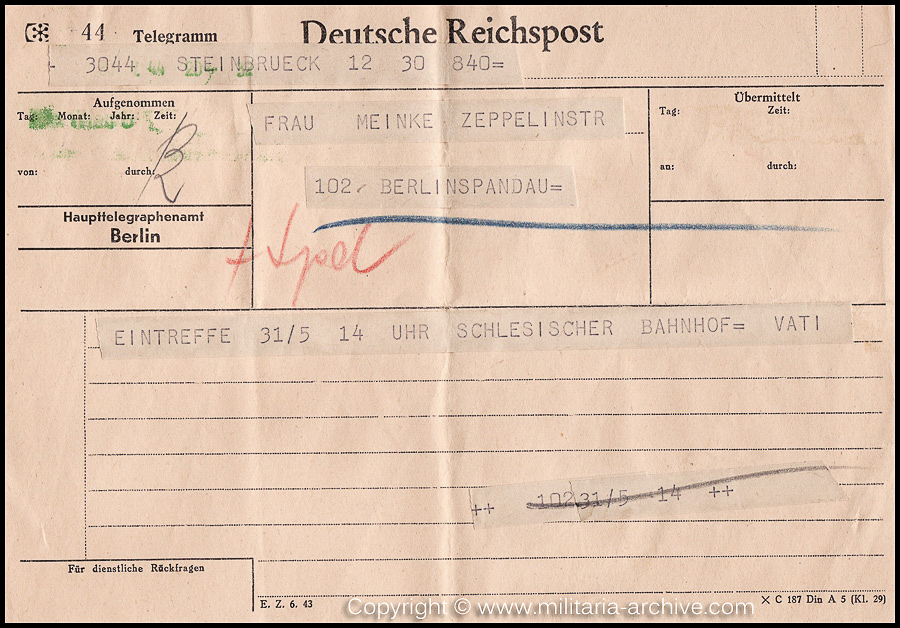 44 Telegramm Deutsche Reichspost
3044 STEINBRUECK 12 30 840=
Aufgenommen
Tag: Monat: Jahr: Zeit:
von: durch:
Haupttelegraphenamt
Berlin
FRAU MEINKE ZEPPELINSTR
102 BERLINSPANDAU=
Übermittelt
Tag: Zeit:
an: durch:
EINTREFFE 31/5 14 UHR SCHLESISCHER BAHNHOF= VATI
++ 10231/5 14 ++
Für dienstliche Rückfragen
E. Z. 6. 43
× C 187 Din A 5 (Kl. 29)
Copyright © www.militaria-archive.com